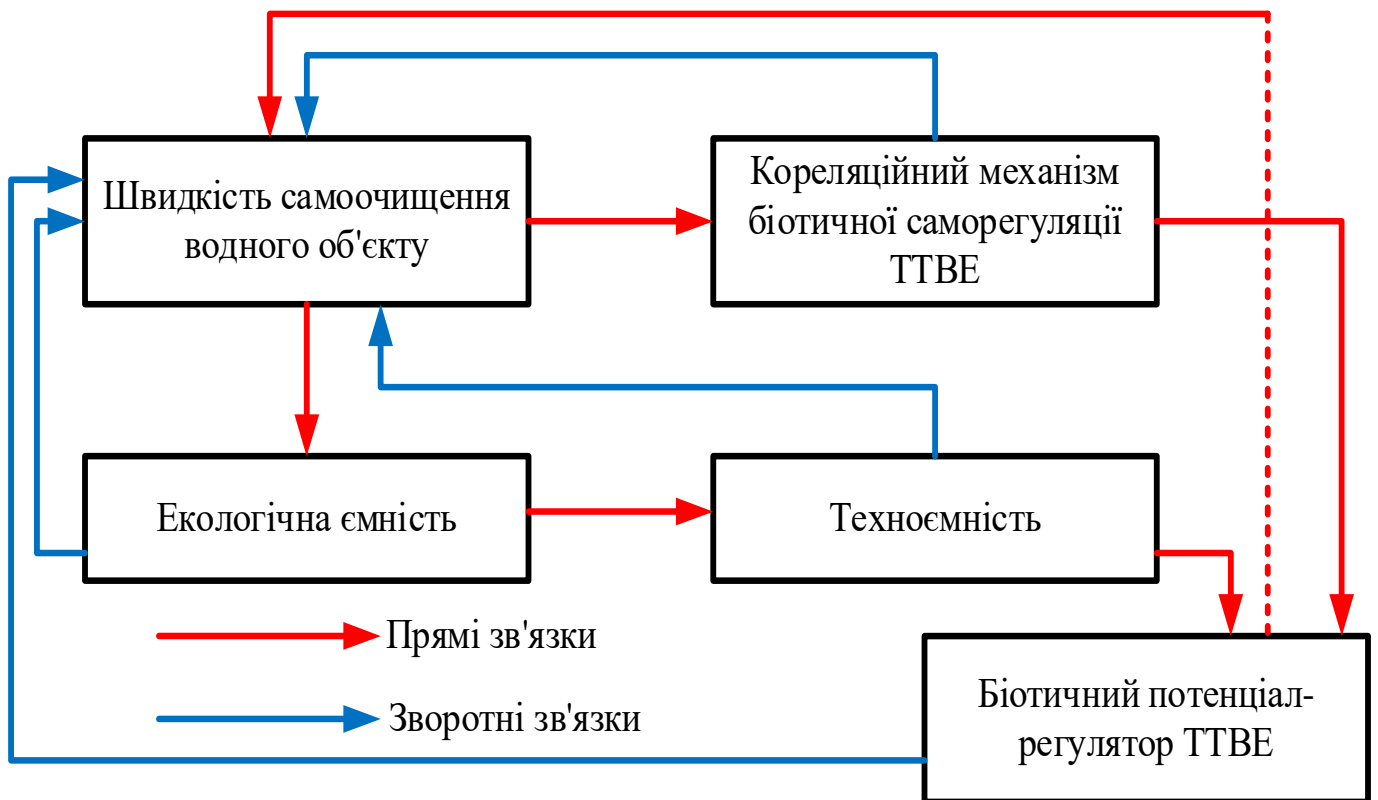 Швидкість самоочищення
водного об'єкту
Кореляційний механізм
біотичної саморегуляції
ТТВЕ
Екологічна ємність
Техноємність
Прямі зв'язки
Зворотні зв'язки
Біотичний потенціал-
регулятор ТТВЕ